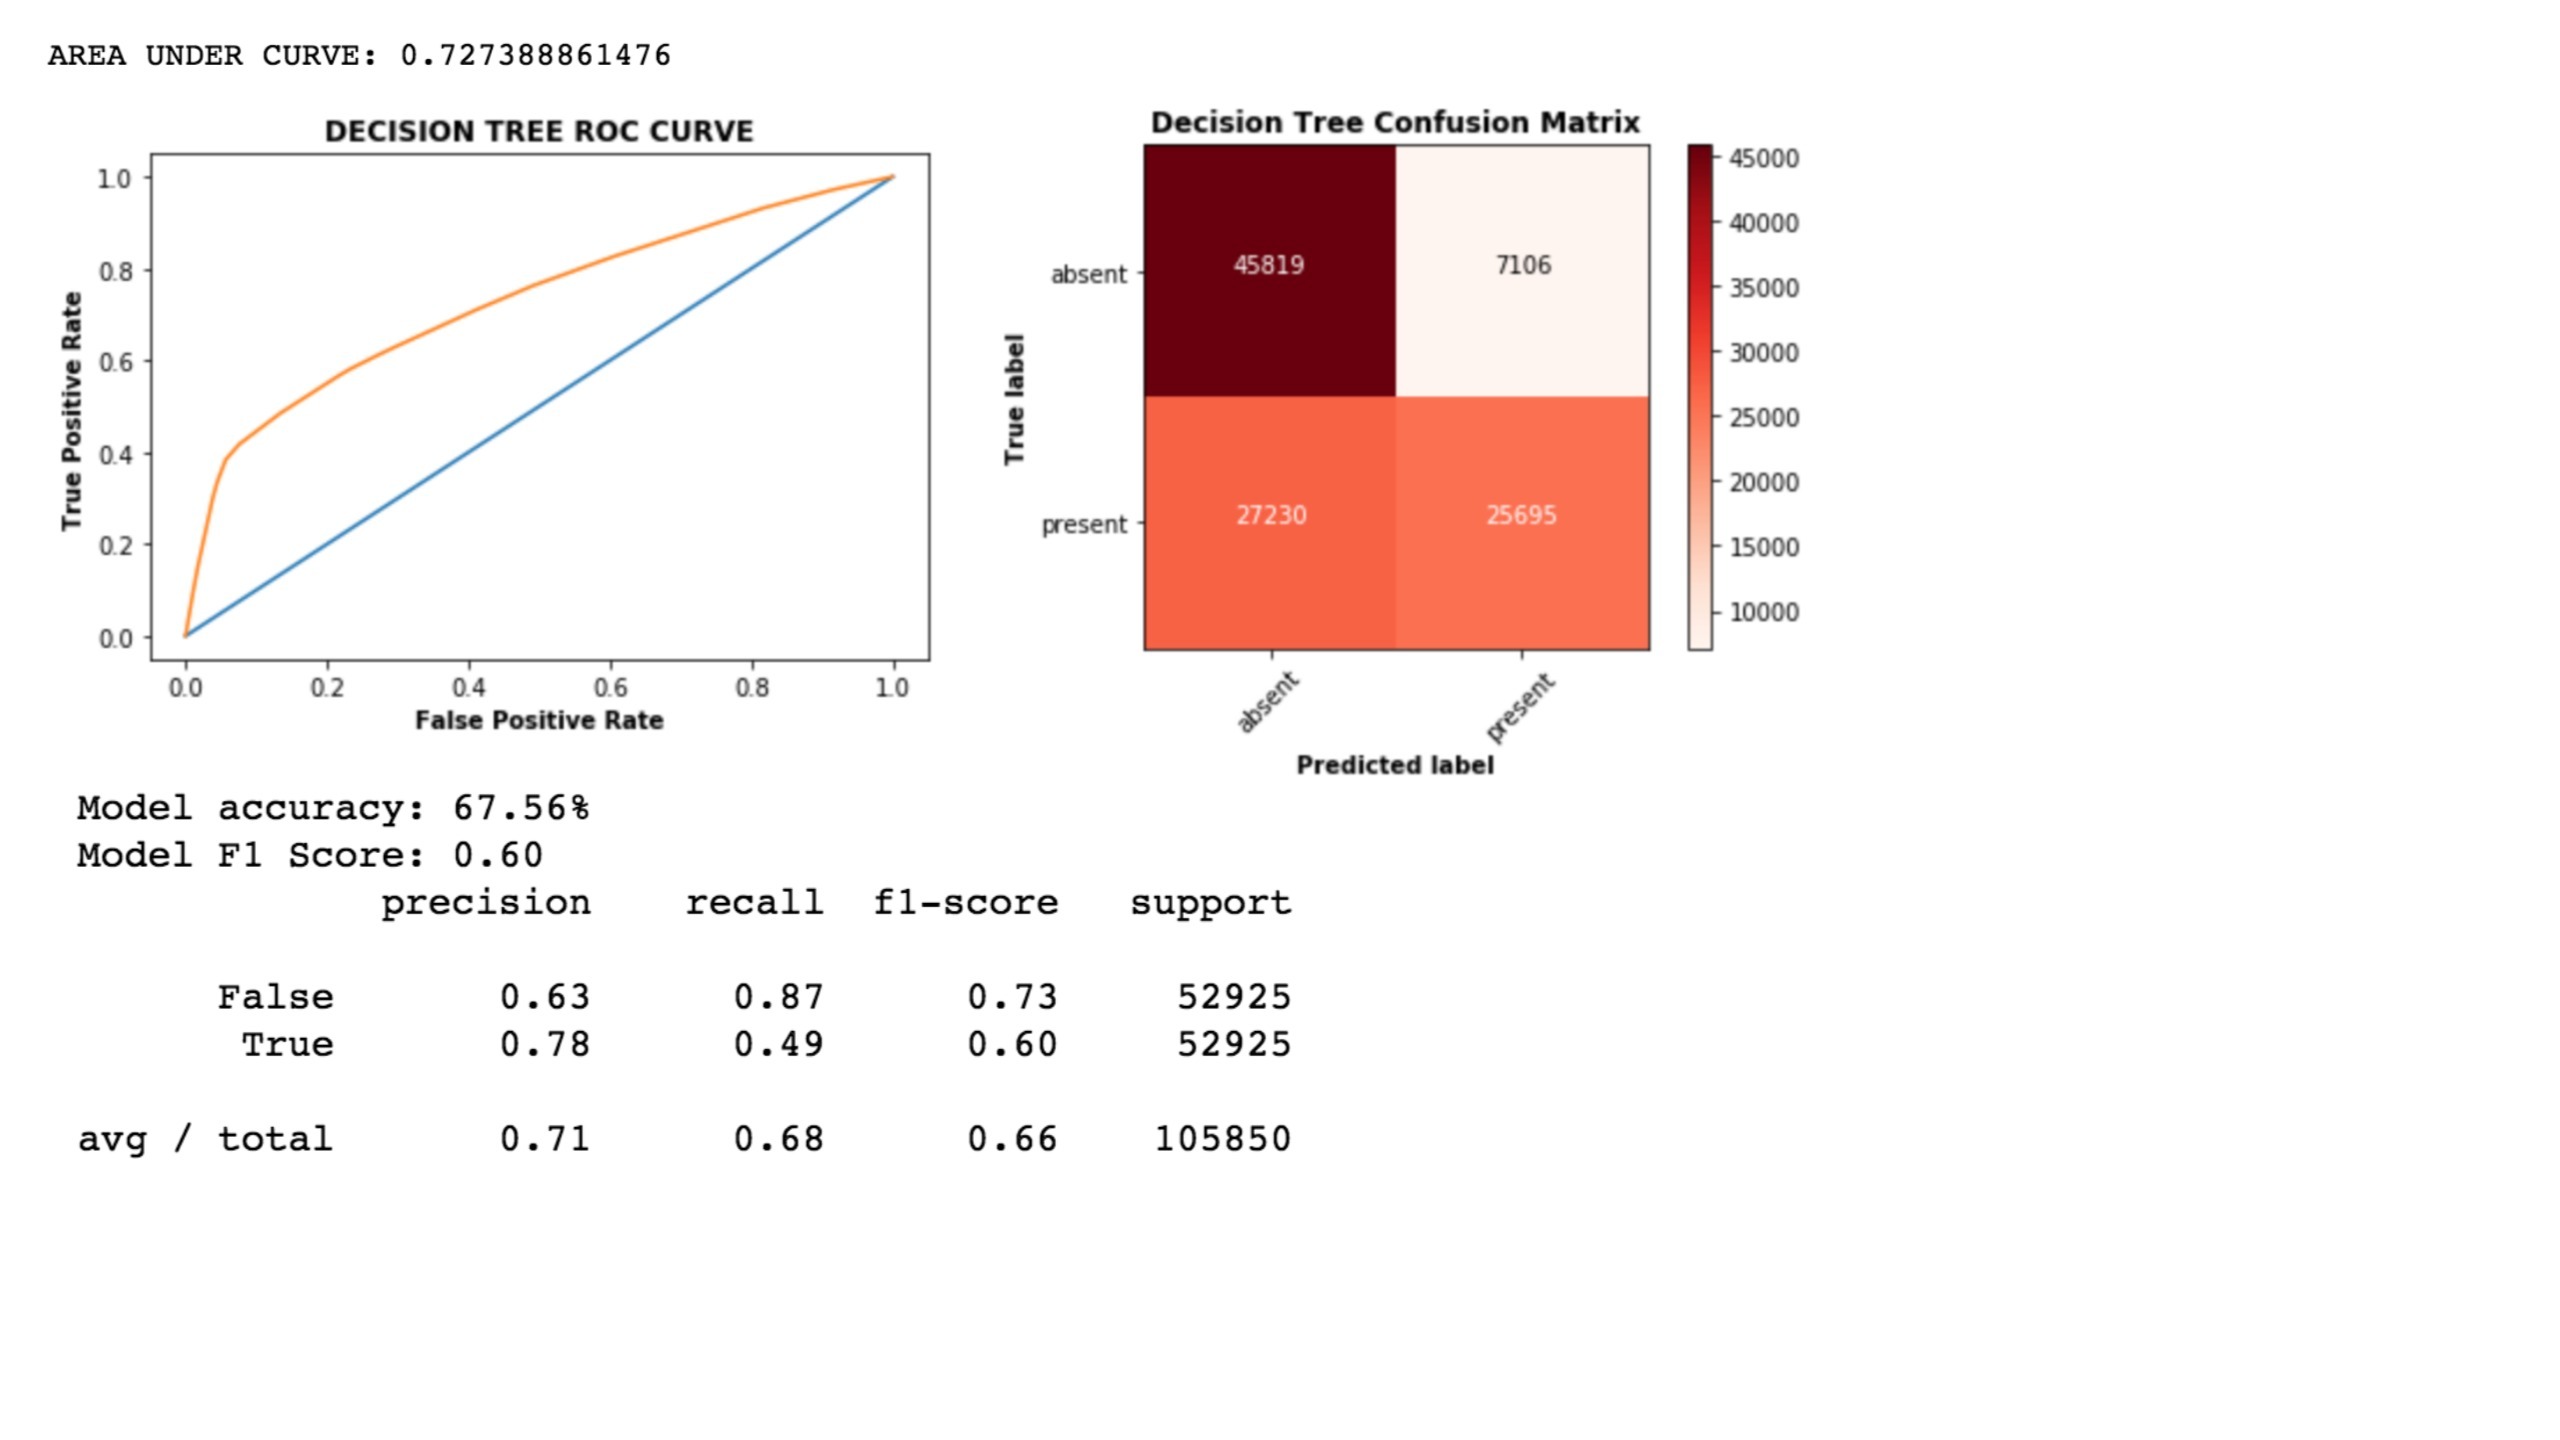 AREA UNDER CURVE: 0.727388861476
DECISION TREE ROC CURVE
True Positive Rate
1.0
0.8
0.6
0.4
0.2
0.0
0.0 0.2 0.4 0.6 0.8 1.0
False Positive Rate
Decision Tree Confusion Matrix
True label
absent 45819 7106
present 27230 25695
absent present
Predicted label
45000
40000
35000
30000
25000
20000
15000
10000
Model accuracy: 67.56%
Model F1 Score: 0.60
precision recall f1-score support
False 0.63 0.87 0.73 52925
True 0.78 0.49 0.60 52925
avg / total 0.71 0.68 0.66 105850